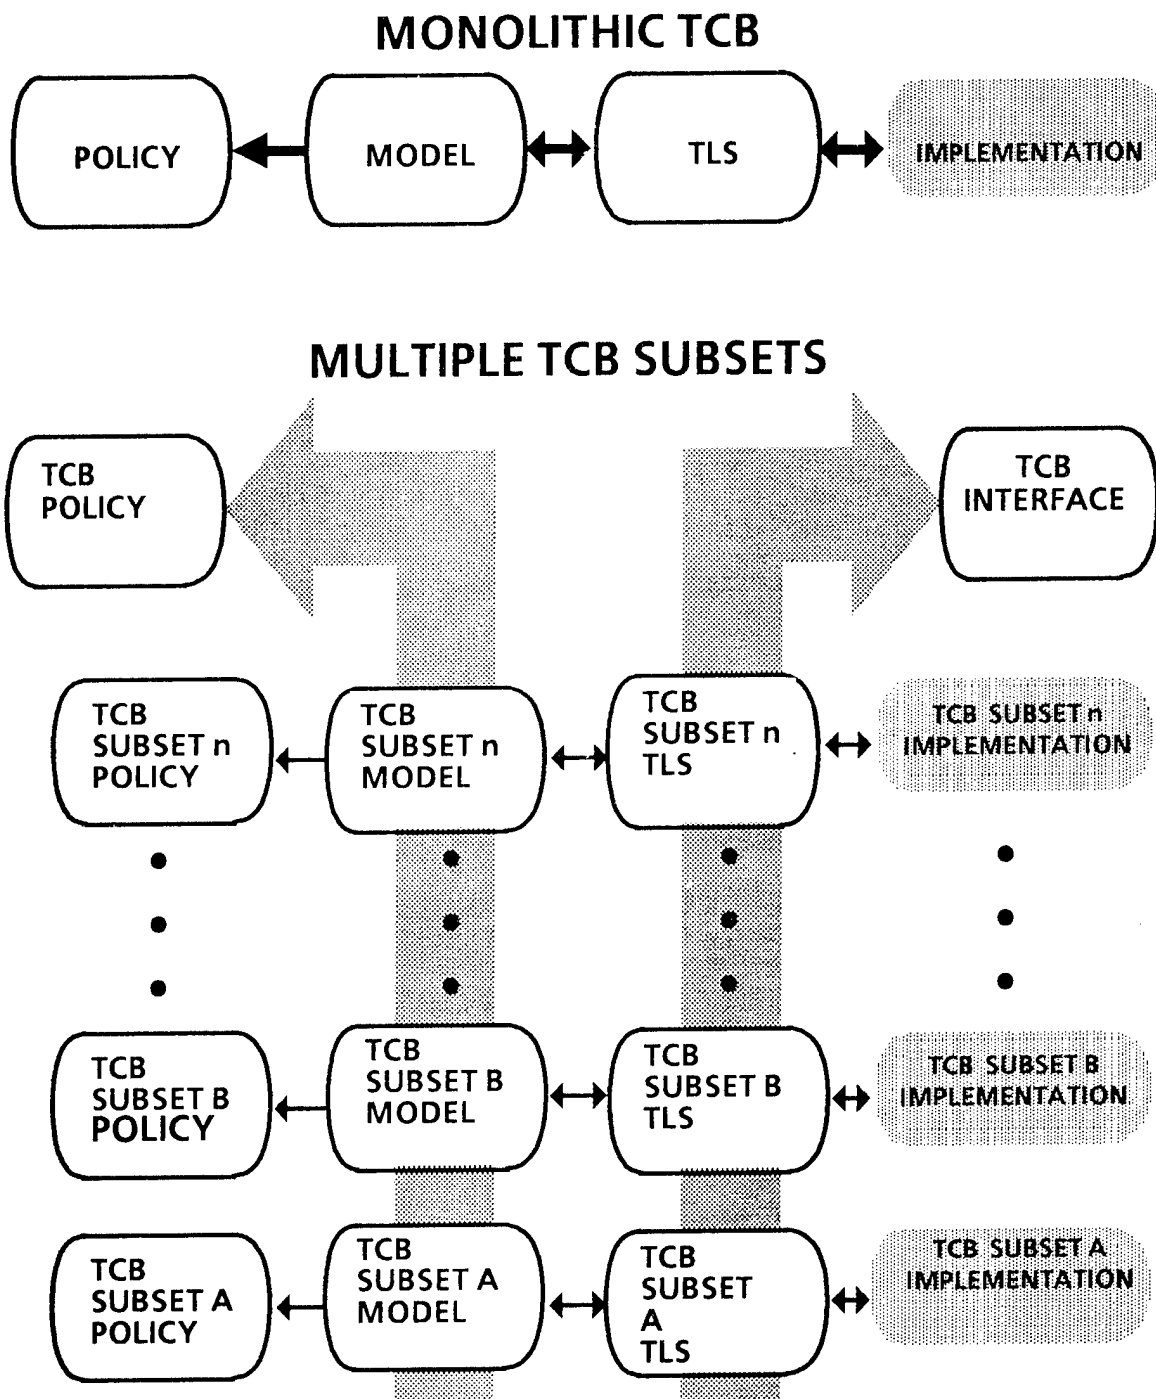 MONOLITHIC TCB
POLICY
MODEL
TLS
IMPLEMENTATION
MULTIPLE TCB SUBSETS
TCB
POLICY
TCB
INTERFACE
TCB
SUBSET n
POLICY
TCB
SUBSET n
MODEL
TCB
SUBSET n
TLS
TCB SUBSET n
IMPLEMENTATION
TCB
SUBSET B
POLICY
TCB
SUBSET B
MODEL
TCB
SUBSET B
TLS
TCB SUBSET B
IMPLEMENTATION
TCB
SUBSET A
POLICY
TCB
SUBSET A
MODEL
TCB
SUBSET
A
TLS
TCB SUBSET A
IMPLEMENTATION